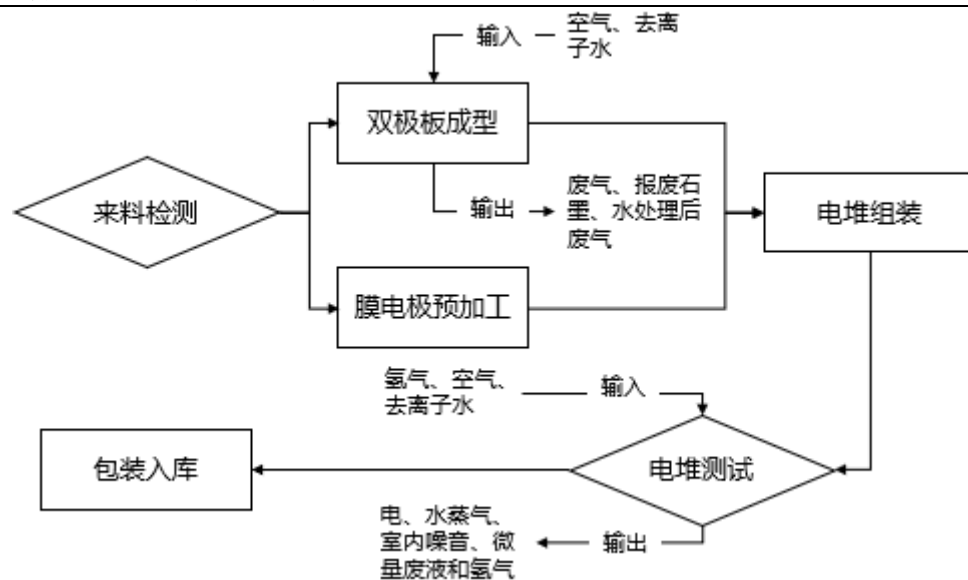 输入
空气、去离
子水
双极板成型
来料检测
输出
废气、报废石
墨、水处理后
废气
电堆组装
膜电极预加工
氢气、空气、
去离子水
输入
包装入库
电堆测试
电、水蒸气、
室内噪音、微
量废液和氢气
输出